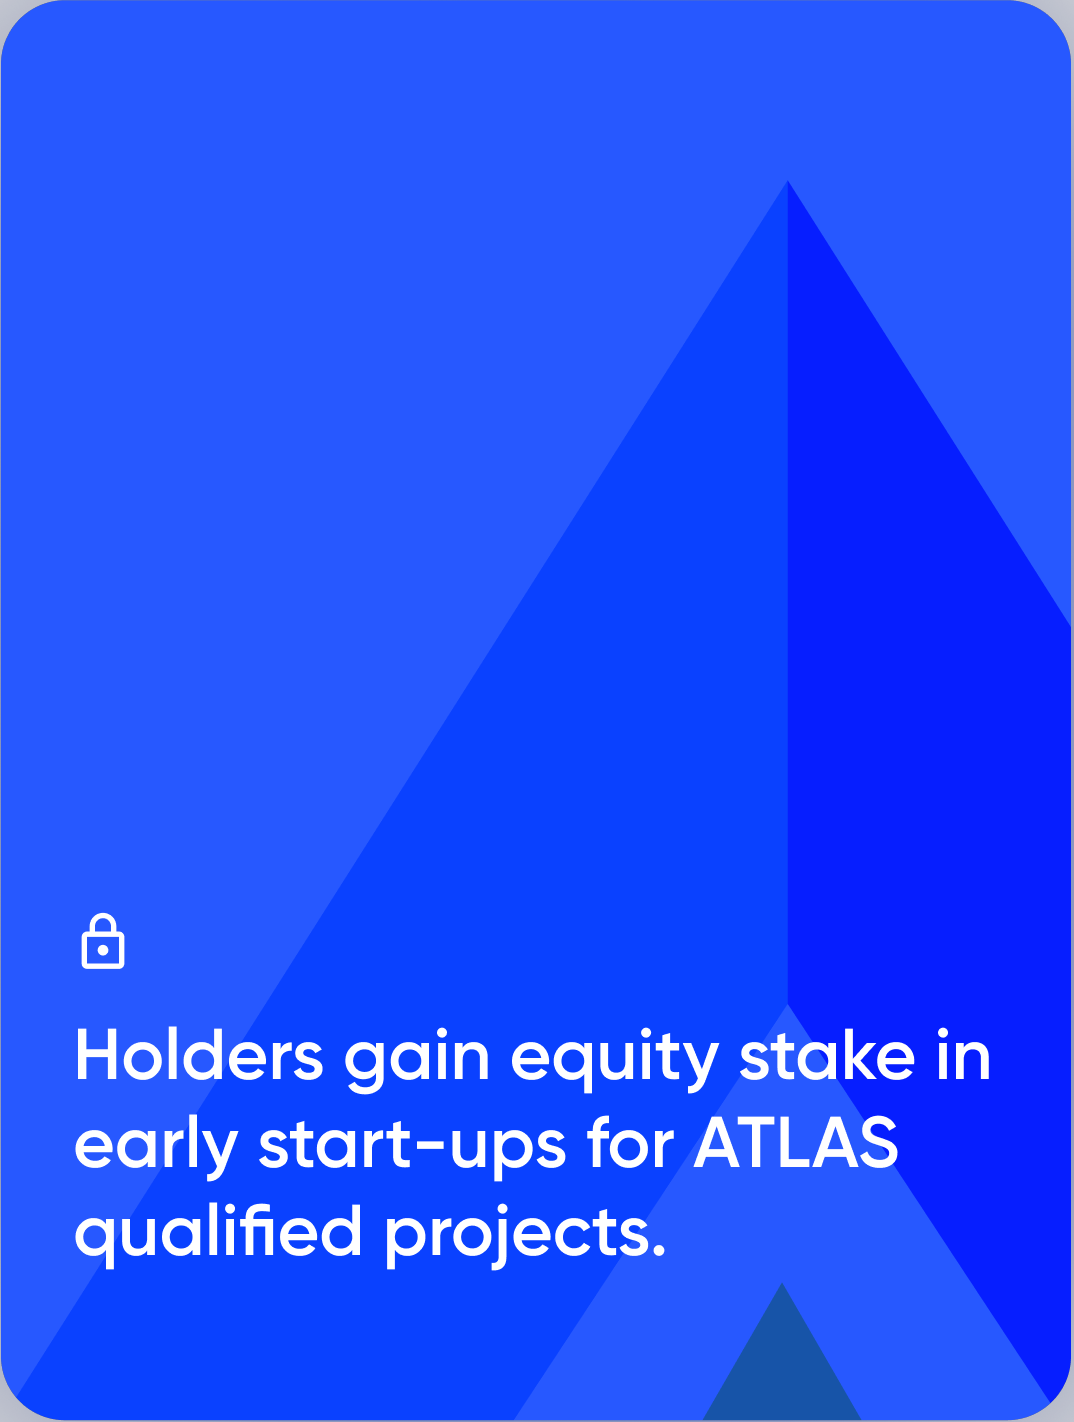 Holders gain equity stake in
early start-ups for ATLAS
qualified projects.